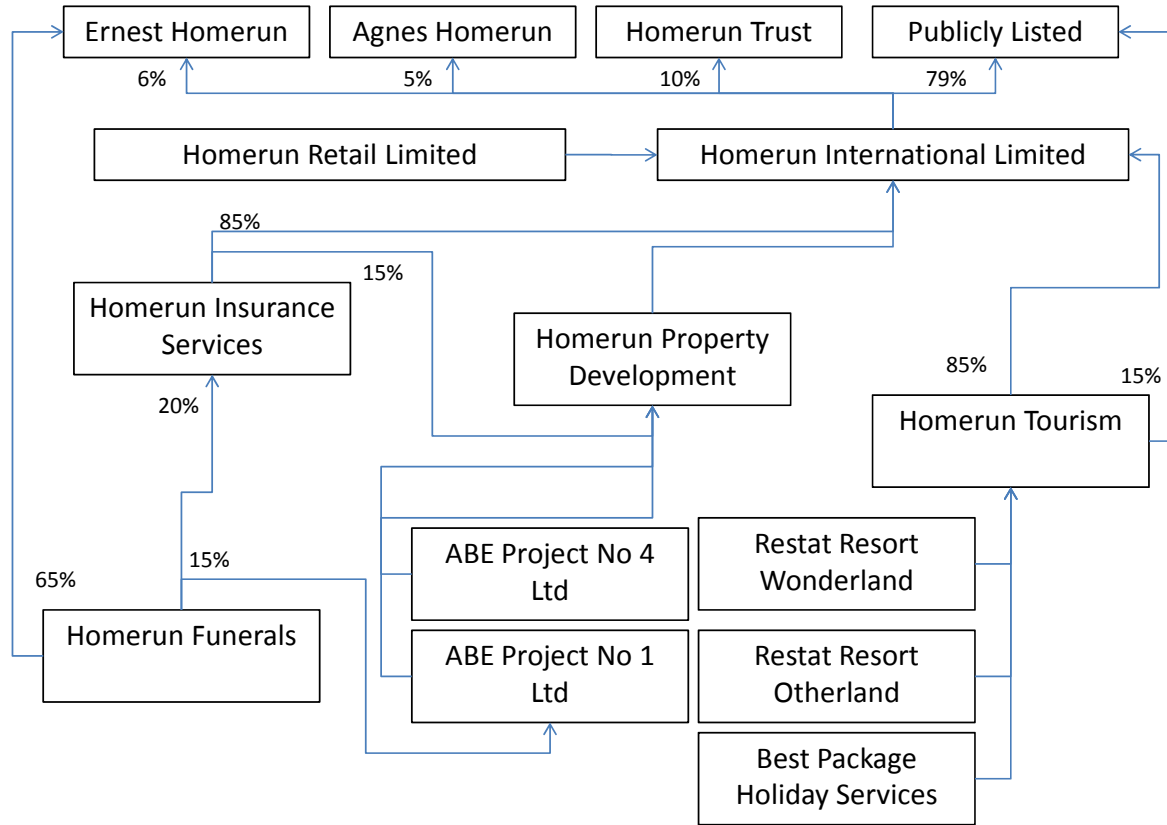 Ernest Homerun
Agnes Homerun
Homerun Trust
Publicly Listed
6%
5%
10%
79%
Homerun Retail Limited
Homerun International Limited
85%
15%
Homerun Insurance
Services
Homerun Property
Development
20%
85%
15%
Homerun Tourism
ABE Project No 4
Ltd
Restat Resort
Wonderland
65%
15%
Homerun Funerals
ABE Project No 1
Ltd
Restat Resort
Otherland
Best Package
Holiday Services